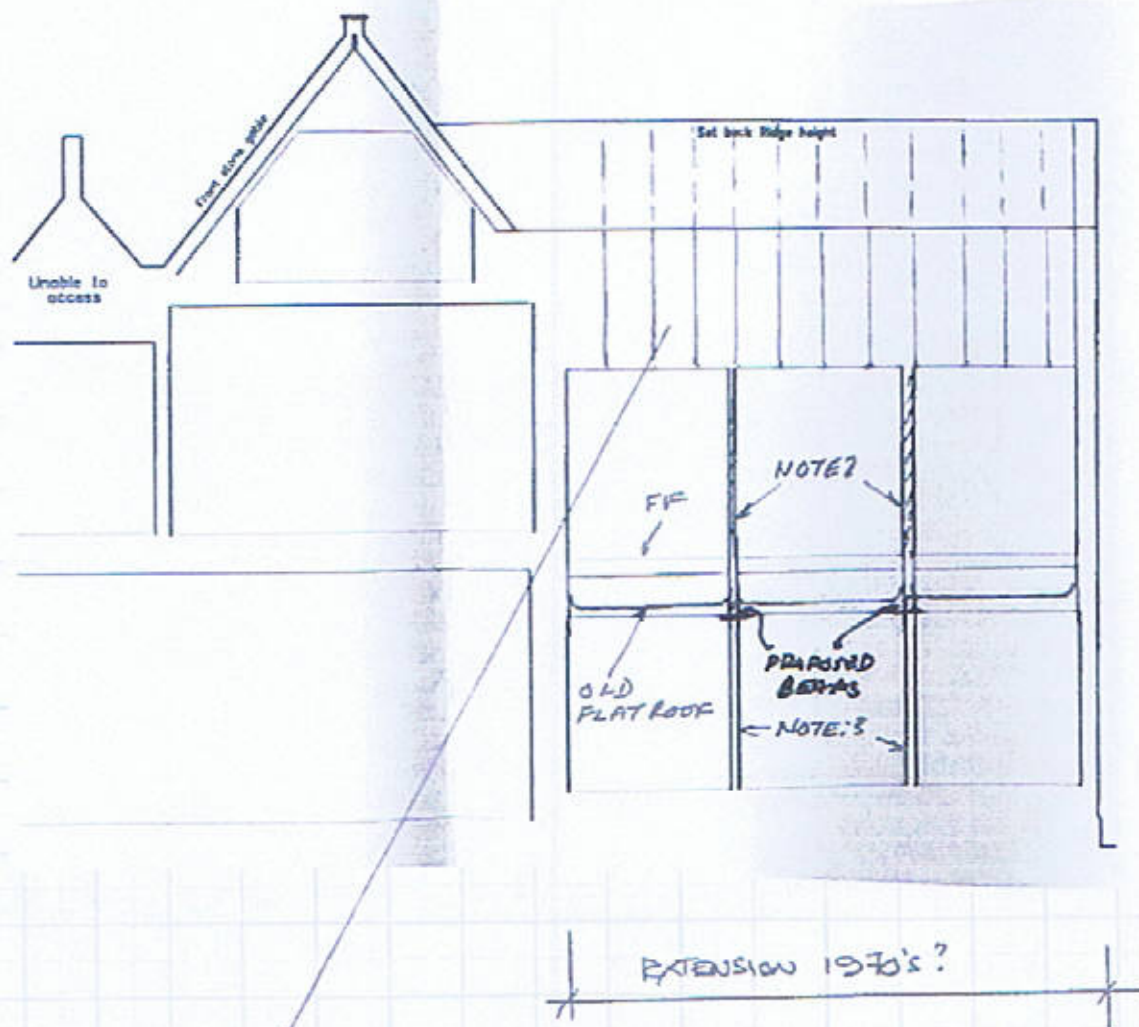 Front stone gable
Set back Ridge height
Unable to
access
NOTE 2
FF
PROPOSED
BEAMS
OLD
FLAT ROOF
NOTE:3
EXTENSION 1970's?